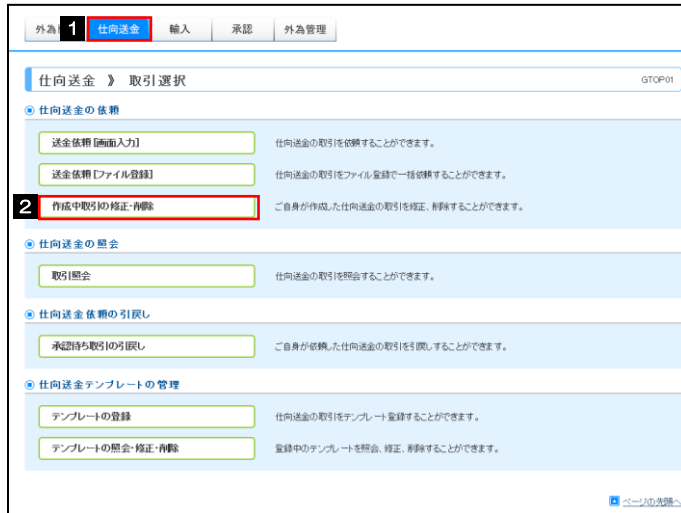 外為 1 仕向送金 輸入 承認 外為管理
仕向送金 》 取引選択 GTOP01
仕向送金の依頼
送金依頼[画面入力] 仕向送金の取引を依頼することができます。
送金依頼[ファイル登録] 仕向送金の取引をファイル登録で一括依頼することができます。
2 作成中取引の修正・削除 ご自身が作成した仕向送金の取引を修正、削除することができます。
仕向送金の照会
取引照会 仕向送金の取引を照会することができます。
仕向送金依頼の引戻し
承認待ち取引の引戻し ご自身が依頼した仕向送金の取引を引戻しすることができます。
仕向送金テンプレートの管理
テンプレートの登録 仕向送金の取引をテンプレート登録することができます。
テンプレートの照会・修正・削除 登録中のテンプレートを照会、修正、削除することができます。
ページの先頭へ